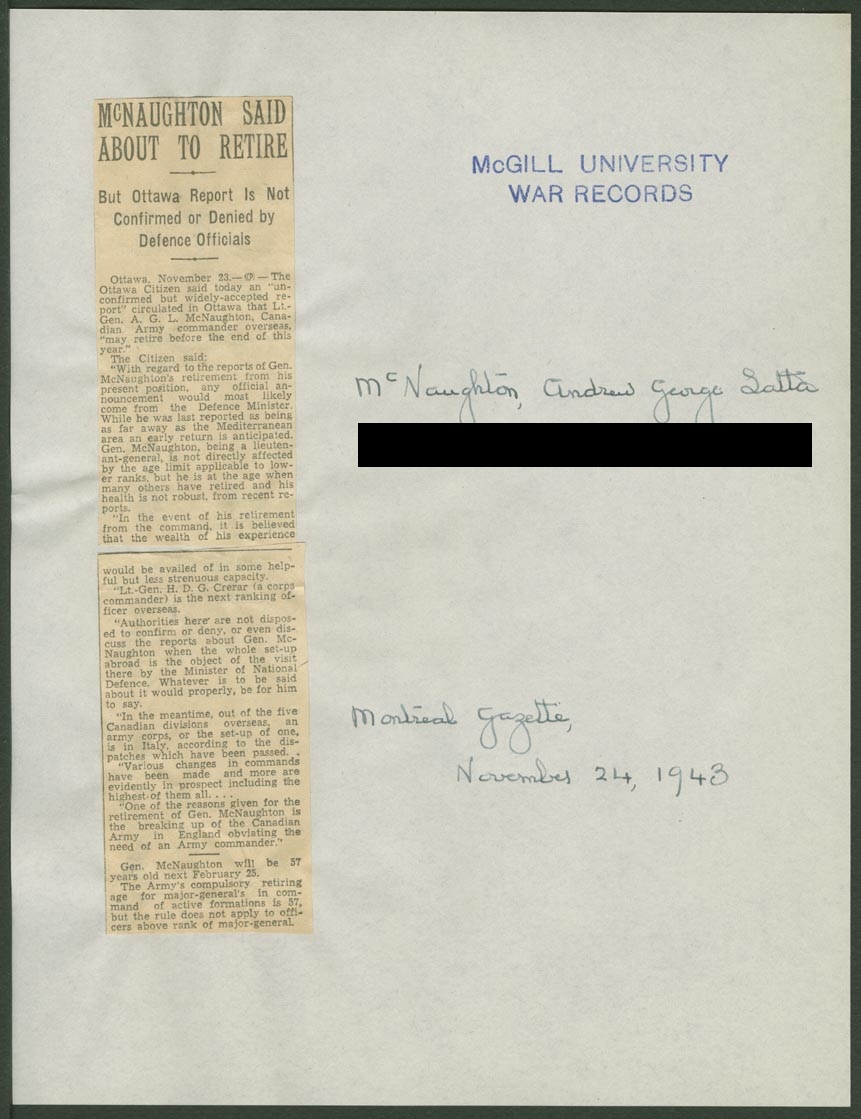 McNAUGHTON SAID
ABOUT TO RETIRE
But Ottawa Report Is Not
Confirmed or Denied by
Defence Officials
Ottawa, November 23.—(CP)—The
Ottawa Citizen said today an "un-
confirmed but widely-accepted re-
port" circulated in Ottawa that Lt.-
Gen. A. G. L. McNaughton, Cana-
dian Army commander overseas,
"may retire before the end of this
year."
The Citizen said:
"With regard to the reports of Gen.
McNaughton's retirement from his
present position, any official an-
nouncement would most likely
come from the Defence Minister.
While he was last reported as being
as far away as the Mediterranean
area an early return is anticipated.
Gen. McNaughton, being a lieuten-
ant-general, is not directly affected
by the age limit applicable to low-
er ranks, but he is at the age when
many others have retired and his
health is not robust, from recent re-
ports.
"In the event of his retirement
from the command, it is believed
that the wealth of his experience
would be availed of in some help-
ful but less strenuous capacity.
"Lt.-Gen. H. D. G. Crerar (a corps
commander) is the next ranking of-
ficer overseas.
"Authorities here are not dispos-
ed to confirm or deny, or even dis-
cuss the reports about Gen. Mc-
Naughton when the whole set-up
abroad is the object of the visit
there by the Minister of National
Defence. Whatever is to be said
about it would properly, be for him
to say.
"In the meantime, out of the five
Canadian divisions overseas, an
army corps, or the set-up of one,
is in Italy, according to the dis-
patches which have been passed. .
"Various changes in commands
have been made and more are
evidently in prospect including the
highest of them all. . . .
"One of the reasons given for the
retirement of Gen. McNaughton is
the breaking up of the Canadian
Army in England obviating the
need of an Army commander."
Gen. McNaughton will be 57
years old next February 25.
The Army's compulsory retiring
age for major-general's in com-
mand of active formations is 57,
but the rule does not apply to offi-
cers above rank of major-general.
McGILL UNIVERSITY
WAR RECORDS
McNaughton, Andrew George Latta
Montreal Gazette,
November 24, 1943